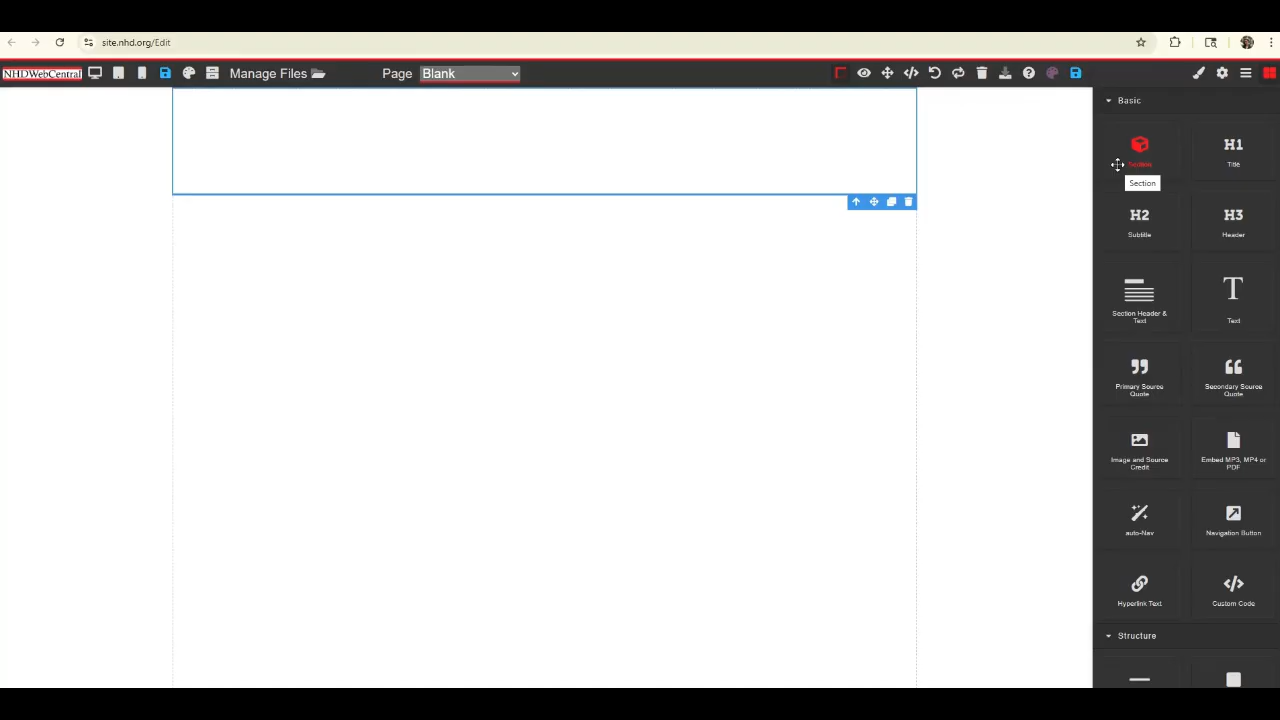 site.nhd.org/Edit
NHDWebCentral
Manage Files
Page
Blank
Basic
Section
H1
Title
Section
H2
Subtitle
H3
Header
Section Header &
Text
T
Text
Primary Source
Quote
Secondary Source
Quote
Image and Source
Credit
Embed MP3, MP4 or
PDF
auto-Nav
Navigation Button
Hyperlink Text
Custom Code
Structure